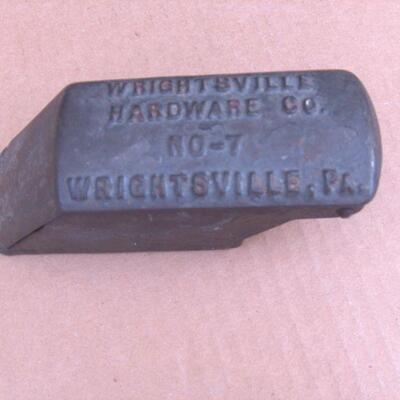 WRIGHTSVILLE
HARDWARE CO.
NO-7
WRIGHTSVILLE, PA.